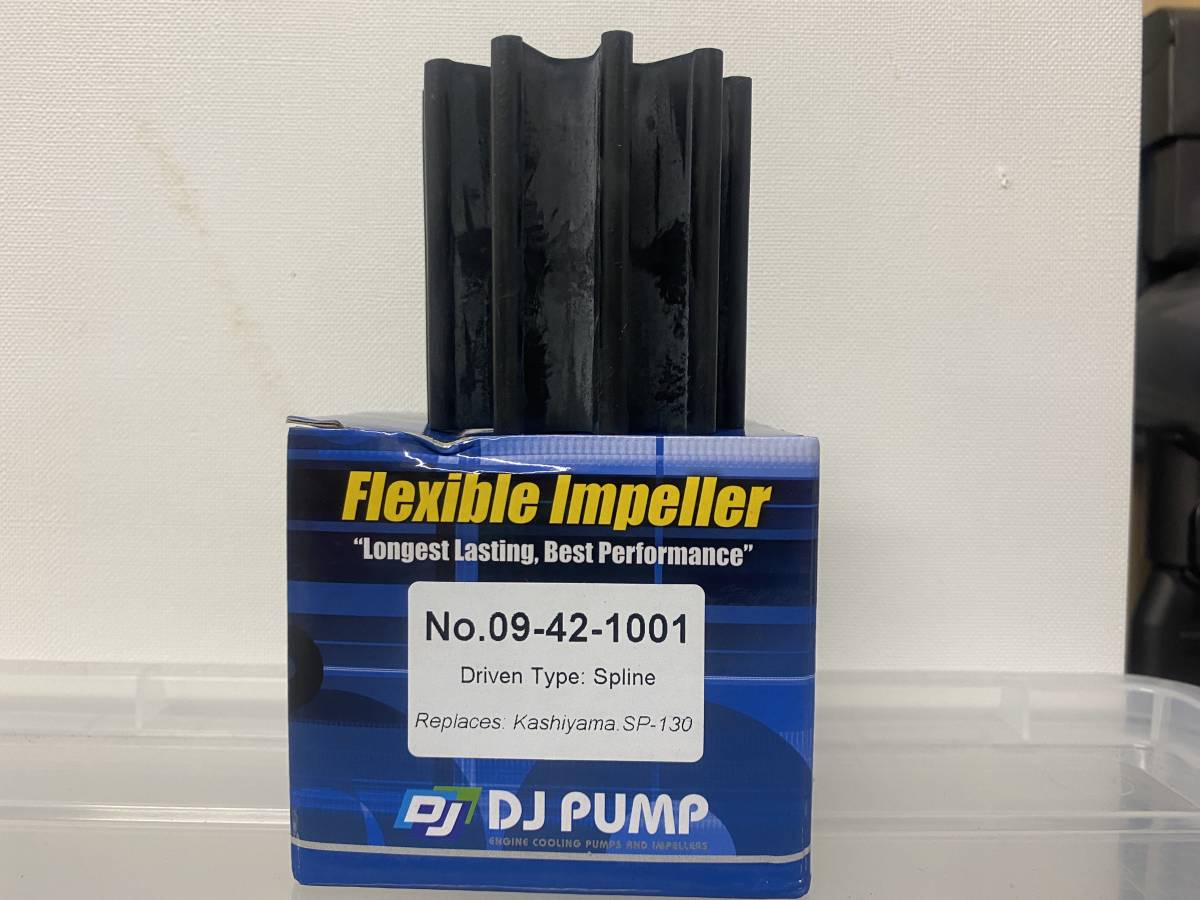 Flexible Impeller
“Longest Lasting, Best Performance”
No.09-42-1001
Driven Type: Spline
Replaces: Kashiyama.SP-130
DJ DJ PUMP
ENGINE COOLING PUMPS AND IMPELLERS